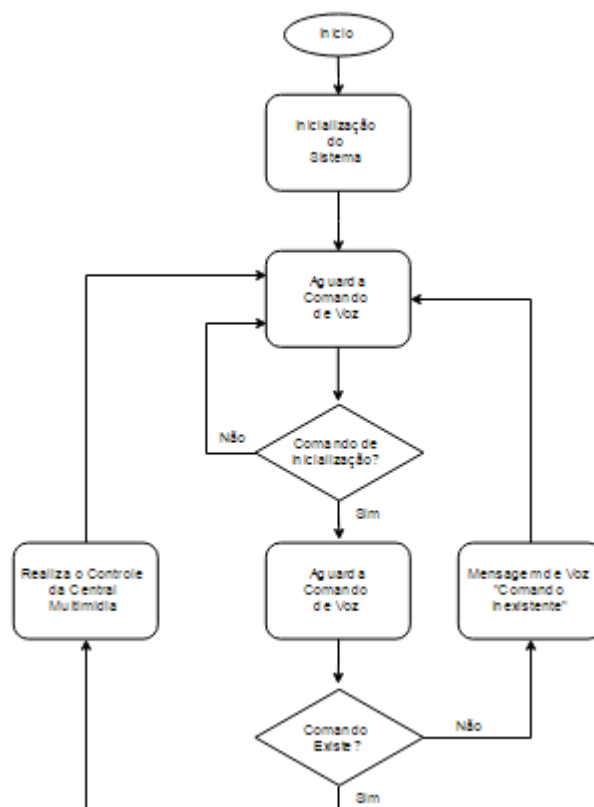 Início
Inicialização
do
Sistema
Aguarda
Comando
de Voz
Não
Comando de
Inicialização?
Sim
Realiza o Controle
da Central
Multimídia
Aguarda
Comando
de Voz
Mensagem de Voz
"Comando
Inexistente"
Comando
Existe?
Não
Sim